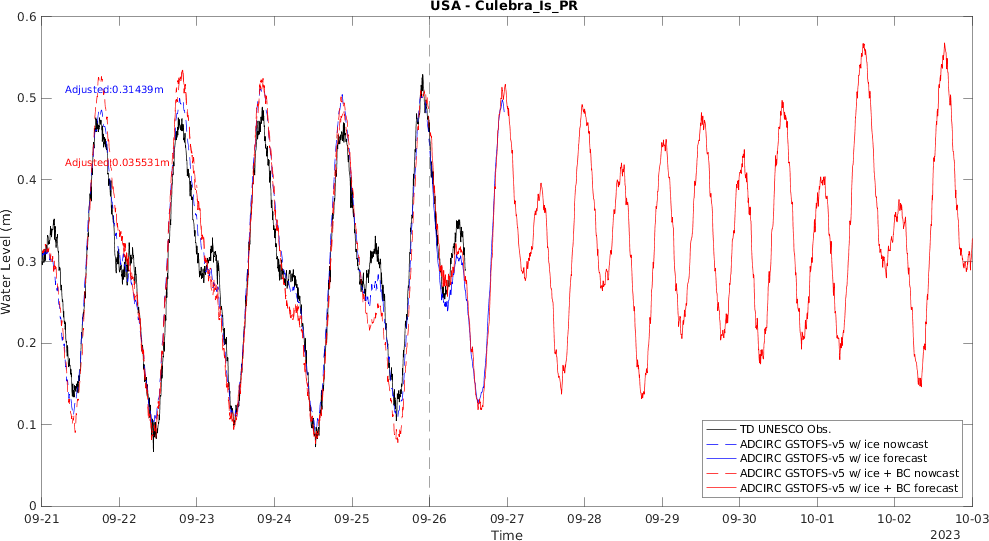 USA - Culebra_Is_PR
0.6
0.5
0.4
0.3
0.2
0.1
0
Water Level (m)
Adjusted:0.31439m
Adjusted:0.035531m
TD UNESCO Obs.
ADCIRC GSTOFS-v5 w/ ice nowcast
ADCIRC GSTOFS-v5 w/ ice forecast
ADCIRC GSTOFS-v5 w/ ice + BC nowcast
ADCIRC GSTOFS-v5 w/ ice + BC forecast
09-21 09-22 09-23 09-24 09-25 09-26 09-27 09-28 09-29 09-30 10-01 10-02 10-03
Time
2023